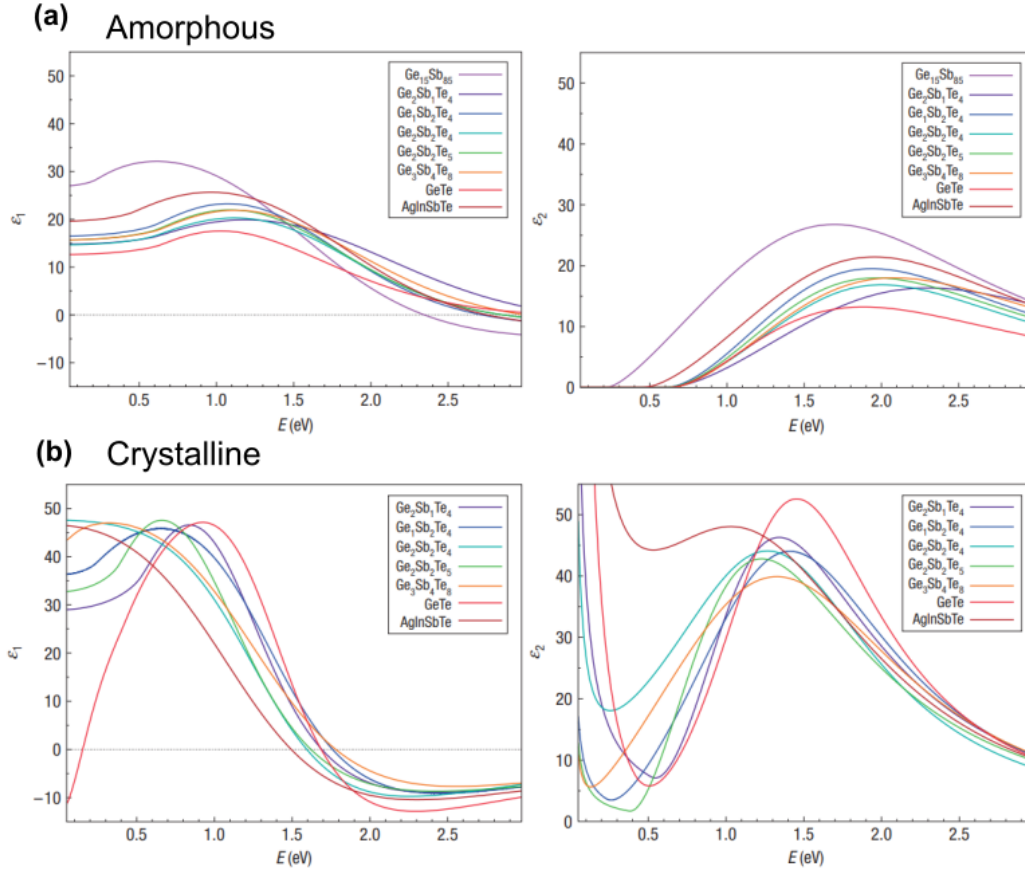 (a) Amorphous
50
40
30
20
10
0
−10
ε₁
Ge₁₅Sb₈₅
Ge₂Sb₁Te₄
Ge₁Sb₂Te₄
Ge₂Sb₂Te₄
Ge₂Sb₂Te₅
Ge₃Sb₄Te₈
GeTe
AgInSbTe
0.5 1.0 1.5 2.0 2.5
E (eV)
50
40
30
20
10
0
ε₂
Ge₁₅Sb₈₅
Ge₂Sb₁Te₄
Ge₁Sb₂Te₄
Ge₂Sb₂Te₄
Ge₂Sb₂Te₅
Ge₃Sb₄Te₈
GeTe
AgInSbTe
0.5 1.0 1.5 2.0 2.5
E (eV)
(b) Crystalline
50
40
30
20
10
0
−10
ε₁
Ge₂Sb₁Te₄
Ge₁Sb₂Te₄
Ge₂Sb₂Te₄
Ge₂Sb₂Te₅
Ge₃Sb₄Te₈
GeTe
AgInSbTe
0.5 1.0 1.5 2.0 2.5
E (eV)
50
40
30
20
10
0
ε₂
Ge₂Sb₁Te₄
Ge₁Sb₂Te₄
Ge₂Sb₂Te₄
Ge₂Sb₂Te₅
Ge₃Sb₄Te₈
GeTe
AgInSbTe
0.5 1.0 1.5 2.0 2.5
E (eV)